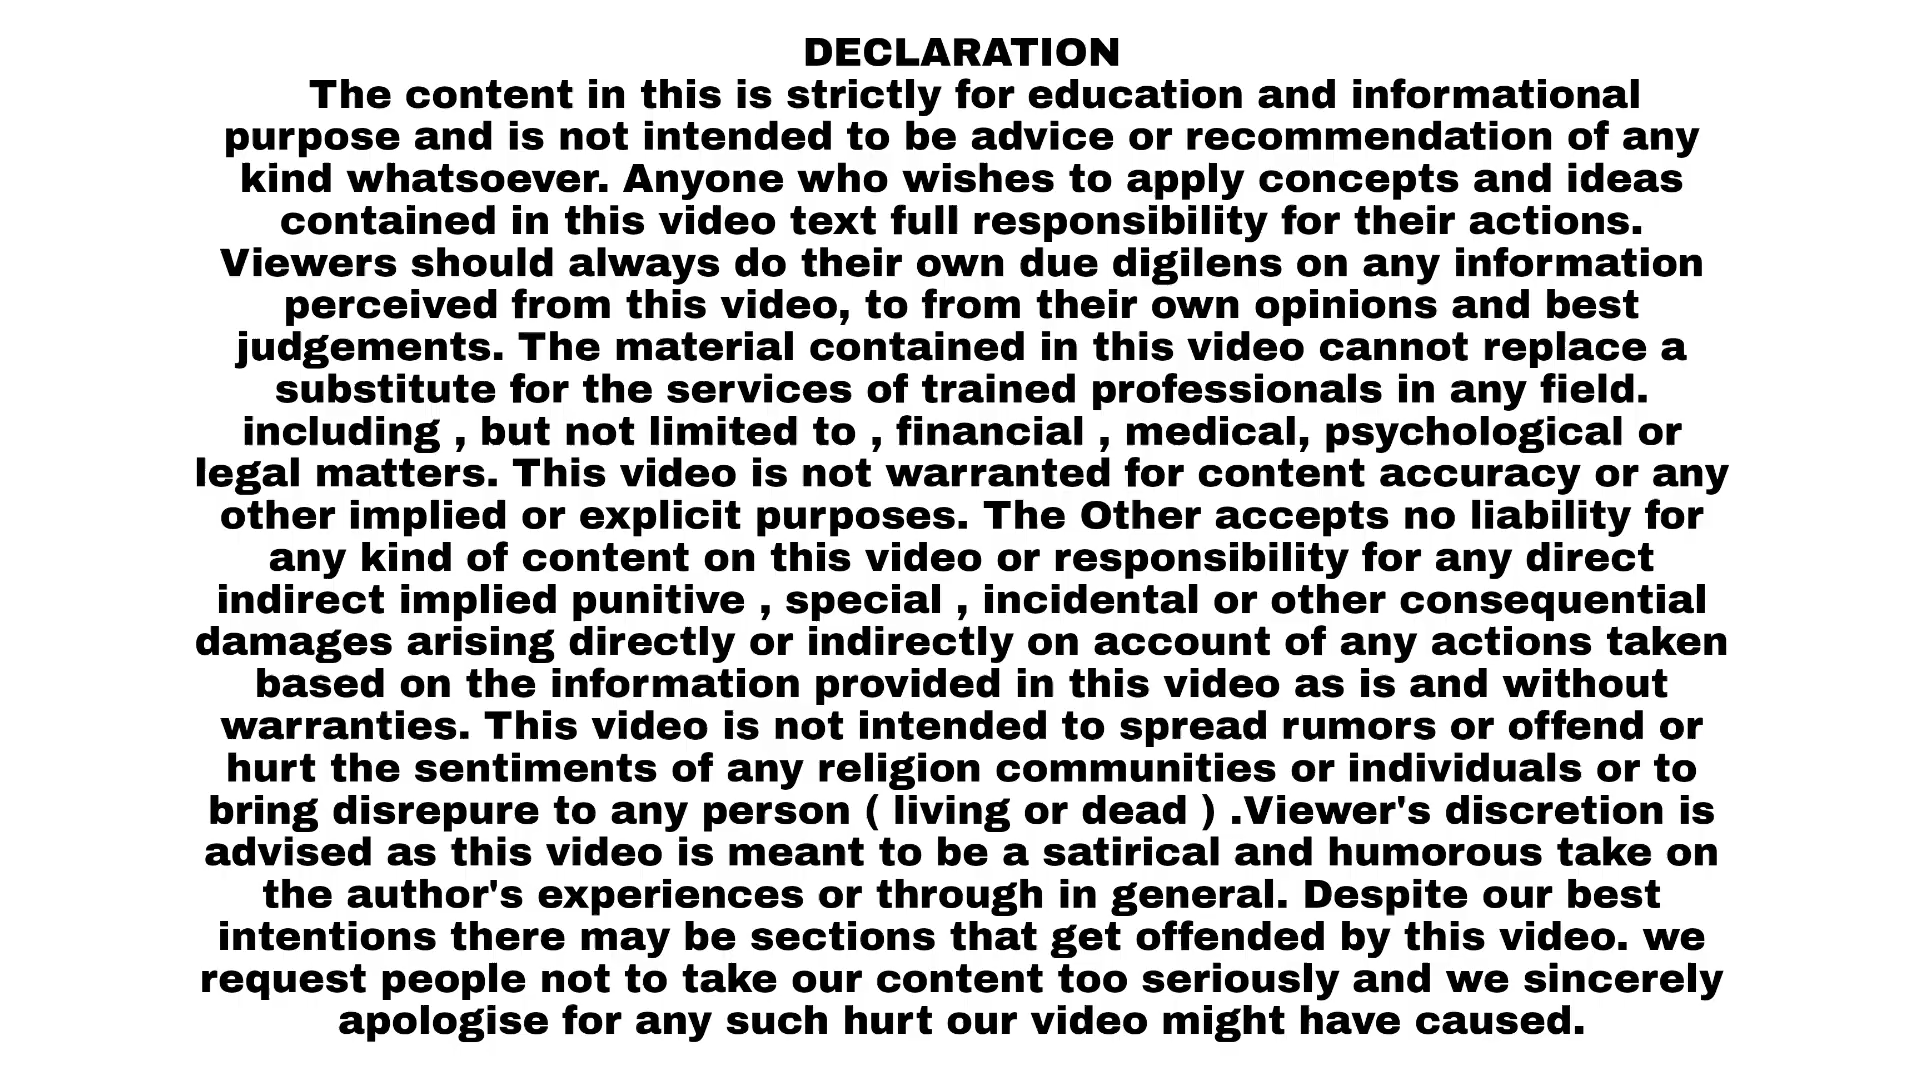 DECLARATION
The content in this is strictly for education and informational
purpose and is not intended to be advice or recommendation of any
kind whatsoever. Anyone who wishes to apply concepts and ideas
contained in this video text full responsibility for their actions.
Viewers should always do their own due digilens on any information
perceived from this video, to from their own opinions and best
judgements. The material contained in this video cannot replace a
substitute for the services of trained professionals in any field.
including , but not limited to , financial , medical, psychological or
legal matters. This video is not warranted for content accuracy or any
other implied or explicit purposes. The Other accepts no liability for
any kind of content on this video or responsibility for any direct
indirect implied punitive , special , incidental or other consequential
damages arising directly or indirectly on account of any actions taken
based on the information provided in this video as is and without
warranties. This video is not intended to spread rumors or offend or
hurt the sentiments of any religion communities or individuals or to
bring disrepure to any person ( living or dead ) .Viewer's discretion is
advised as this video is meant to be a satirical and humorous take on
the author's experiences or through in general. Despite our best
intentions there may be sections that get offended by this video. we
request people not to take our content too seriously and we sincerely
apologise for any such hurt our video might have caused.